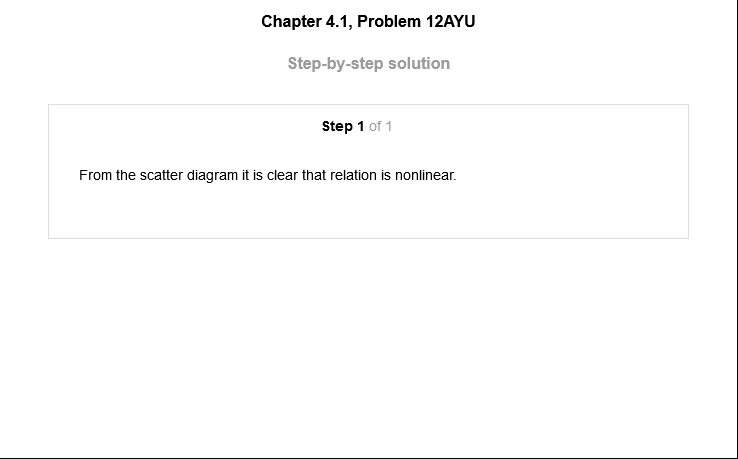 Chapter 4.1, Problem 12AYU
Step-by-step solution
Step 1 of 1
From the scatter diagram it is clear that relation is nonlinear.